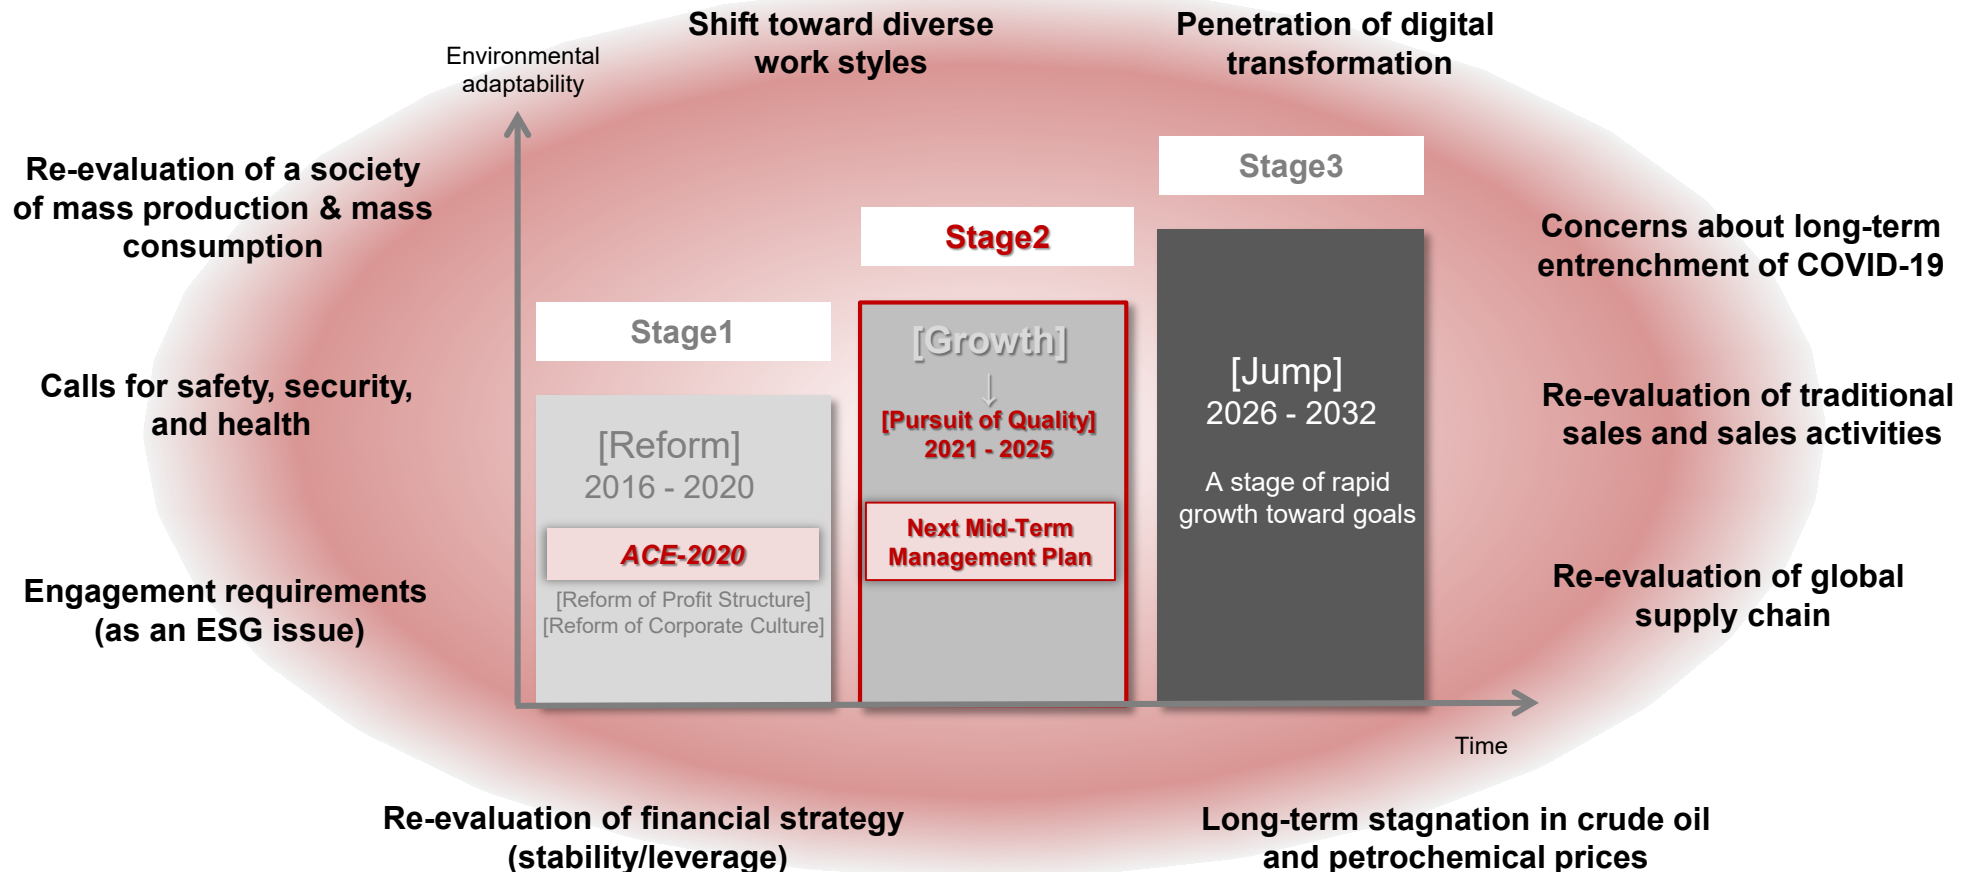 Shift toward diverse
work styles
Penetration of digital
transformation
Environmental
adaptability
Re-evaluation of a society
of mass production & mass
consumption
Calls for safety, security,
and health
Engagement requirements
(as an ESG issue)
Stage1
[Reform]
2016 - 2020
ACE-2020
[Reform of Profit Structure]
[Reform of Corporate Culture]
Stage2
[Growth]
↓
[Pursuit of Quality]
2021 - 2025
Next Mid-Term
Management Plan
Stage3
[Jump]
2026 - 2032
A stage of rapid
growth toward goals
Concerns about long-term
entrenchment of COVID-19
Re-evaluation of traditional
sales and sales activities
Re-evaluation of global
supply chain
Time
Re-evaluation of financial strategy
(stability/leverage)
Long-term stagnation in crude oil
and petrochemical prices